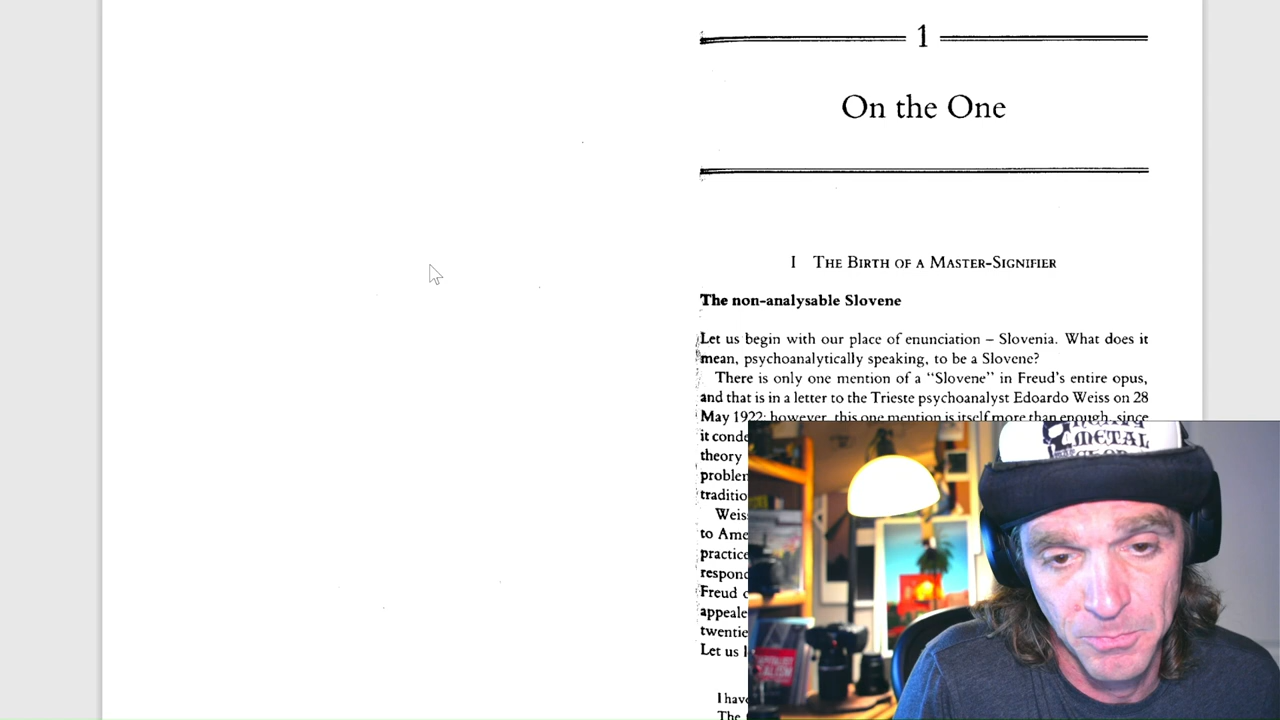 1
On the One
I THE BIRTH OF A MASTER-SIGNIFIER
The non-analysable Slovene
Let us begin with our place of enunciation – Slovenia. What does it
mean, psychoanalytically speaking, to be a Slovene?
There is only one mention of a “Slovene” in Freud's entire opus,
and that is in a letter to the Trieste psychoanalyst Edoardo Weiss on 28
May 1922; however, this one mention is itself more than enough, since
it conde
theory
problem
traditio
Weis
to Ame
practice
respond
Freud
appeale
twentie
Let us
I have
The
METAL